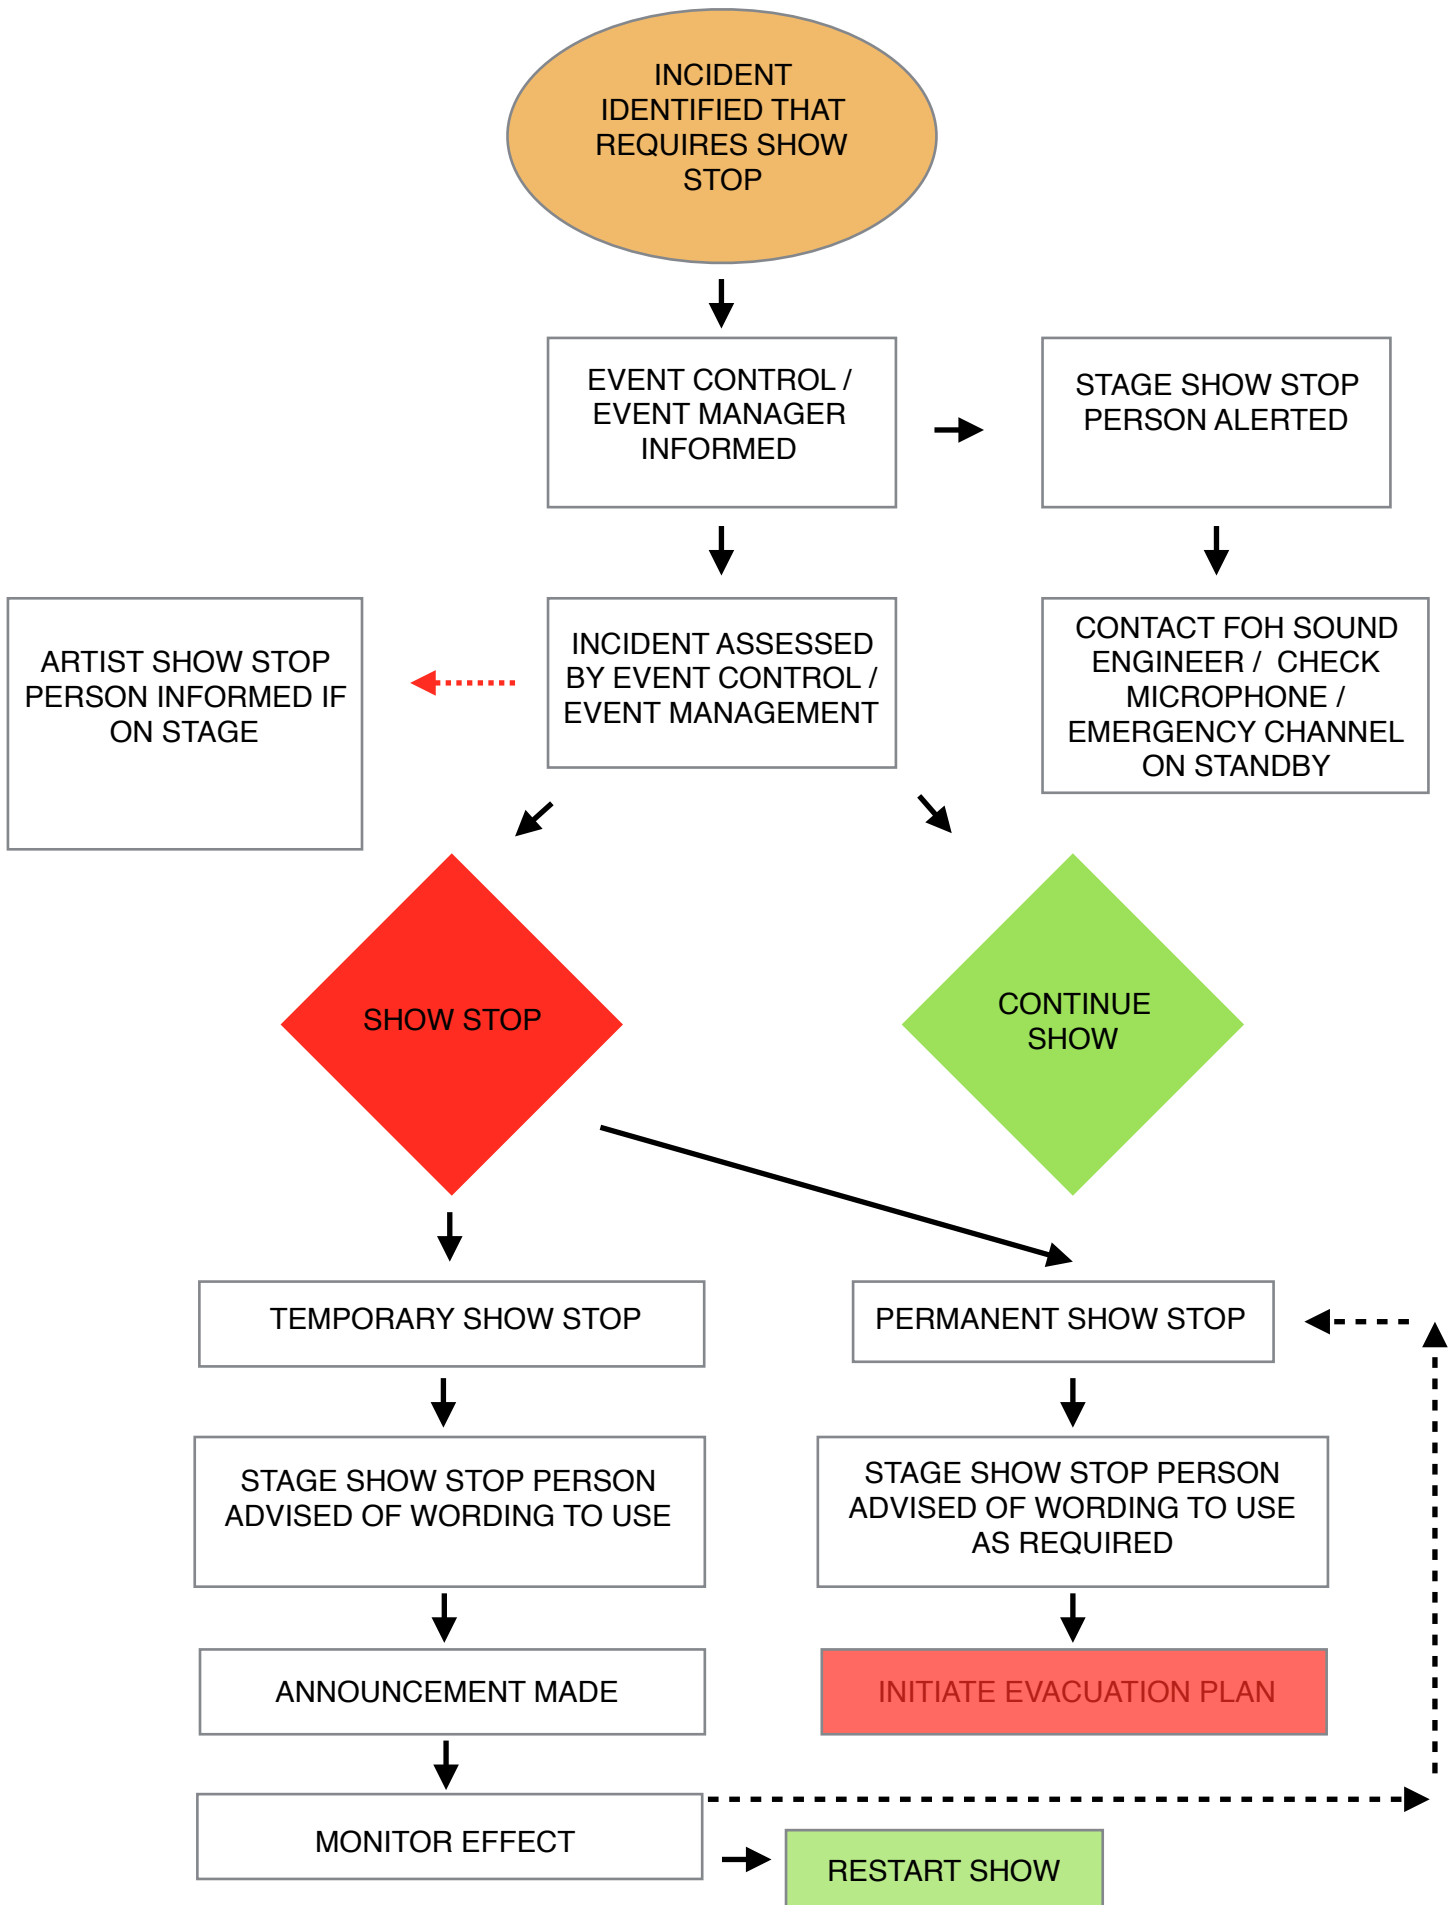 INCIDENT
IDENTIFIED THAT
REQUIRES SHOW
STOP
EVENT CONTROL /
EVENT MANAGER
INFORMED
STAGE SHOW STOP
PERSON ALERTED
ARTIST SHOW STOP
PERSON INFORMED IF
ON STAGE
INCIDENT ASSESSED
BY EVENT CONTROL /
EVENT MANAGEMENT
CONTACT FOH SOUND
ENGINEER / CHECK
MICROPHONE /
EMERGENCY CHANNEL
ON STANDBY
SHOW STOP
CONTINUE
SHOW
TEMPORARY SHOW STOP
PERMANENT SHOW STOP
STAGE SHOW STOP PERSON
ADVISED OF WORDING TO USE
STAGE SHOW STOP PERSON
ADVISED OF WORDING TO USE
AS REQUIRED
ANNOUNCEMENT MADE
INITIATE EVACUATION PLAN
MONITOR EFFECT
RESTART SHOW